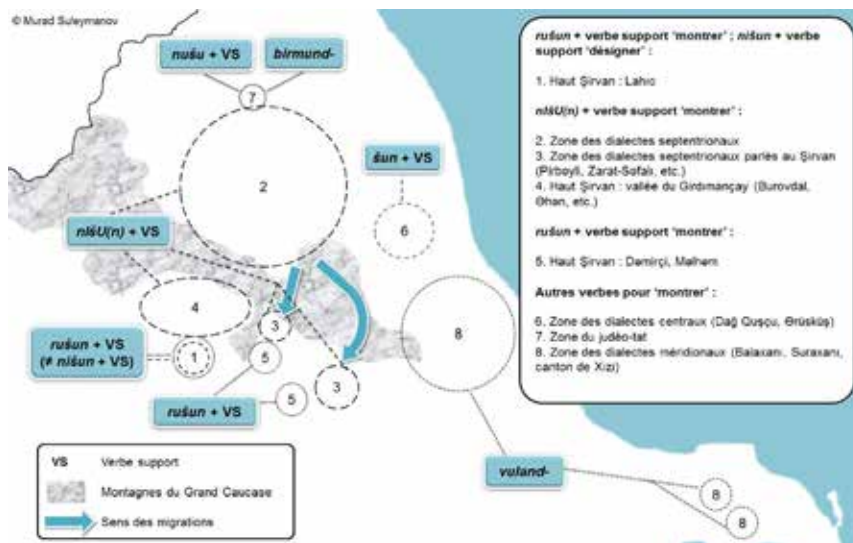 © Murad Suleymanov
nušu + VS
birmund-
7
2
šun + VS
6
nIšU(n) + VS
4
3
8
rušun + VS
(≠ nišun + VS)
1
5
3
5
rušun + VS
vuland-
8
8
VS Verbe support
Montagnes du Grand Caucase
Sens des migrations
rušun + verbe support ‘montrer’ ; nišun + verbe
support ‘désigner’ :
1. Haut Şirvan : Lahıc
nIšU(n) + verbe support ‘montrer’ :
2. Zone des dialectes septentrionaux
3. Zone des dialectes septentrionaux parlés au Şirvan
(Pirbəyli, Zarat-Səfalı, etc.)
4. Haut Şirvan : vallée du Girdımançay (Burovdal,
Əhən, etc.)
rušun + verbe support ‘montrer’ :
5. Haut Şirvan : Dəmirçi, Məlhəm
Autres verbes pour ‘montrer’ :
6. Zone des dialectes centraux (Dağ Quşçu, Ərüsküş)
7. Zone du judéo-tat
8. Zone des dialectes méridionaux (Balaxanı, Suraxanı,
canton de Xızı)